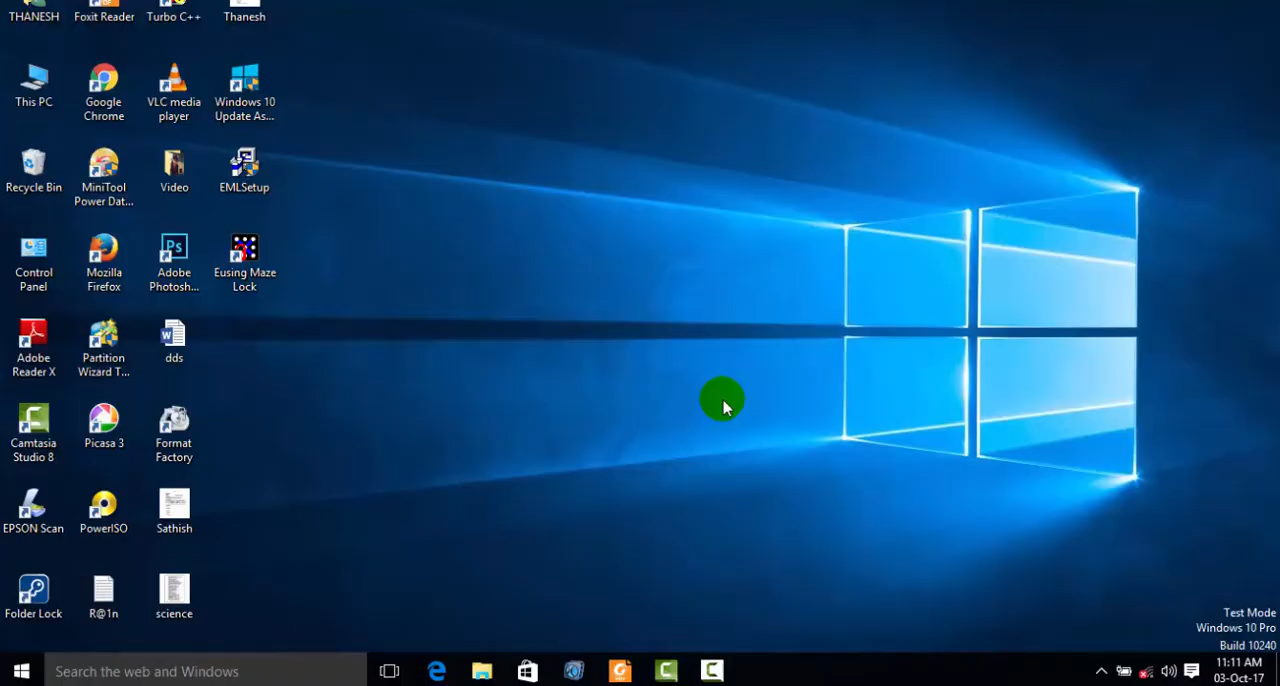 THANESH
Foxit Reader
Turbo C++
Thanesh
This PC
Google
Chrome
VLC media
player
Windows 10
Update As...
Recycle Bin
MiniTool
Power Dat...
Video
EMLSetup
Control
Panel
Mozilla
Firefox
Ps
Adobe
Photosh...
Eusing Maze
Lock
Adobe
Reader X
Partition
Wizard T...
W
dds
C
Camtasia
Studio 8
Picasa 3
Format
Factory
EPSON Scan
PowerISO
Sathish
Folder Lock
R@1n
science
Test Mode
Windows 10 Pro
Build 10240
Search the web and Windows
11:11 AM
03-Oct-17